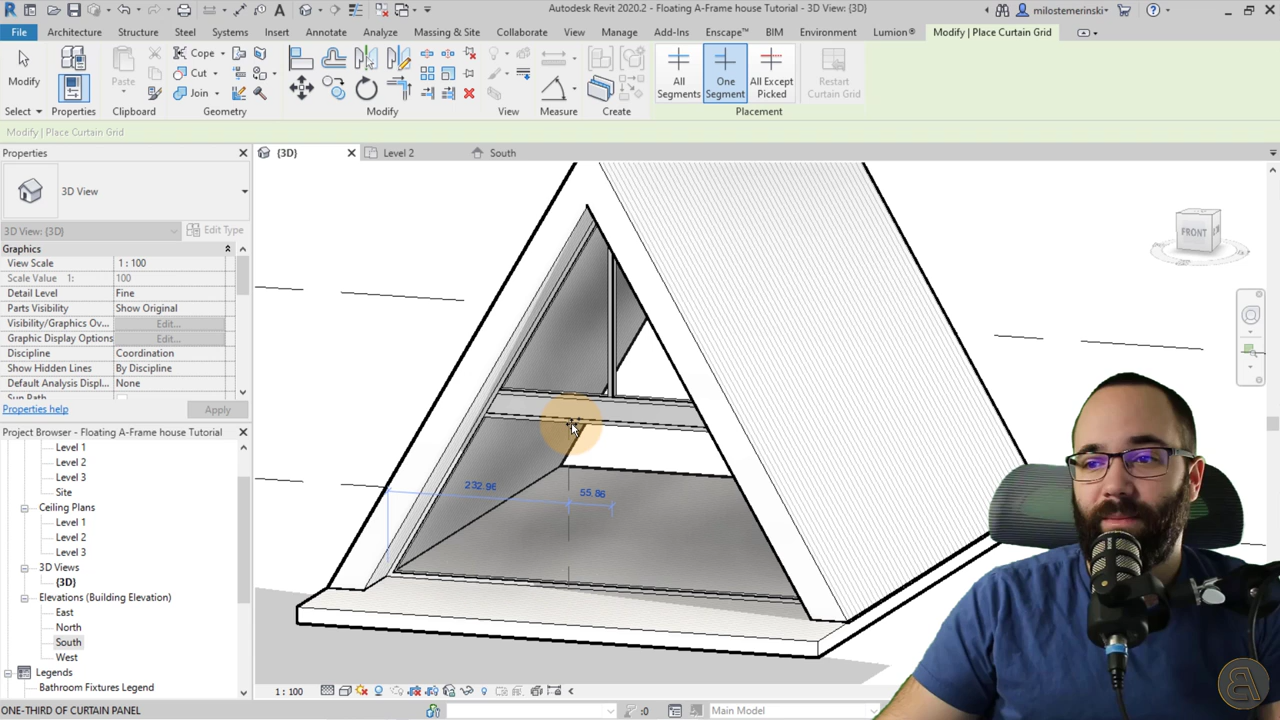 Autodesk Revit 2020.2 - Floating A-Frame house Tutorial - 3D View: {3D}
milostemerinski
File
Architecture
Structure
Steel
Systems
Insert
Annotate
Analyze
Massing & Site
Collaborate
View
Manage
Add-Ins
Enscape™
BIM
Environment
Lumion®
Modify | Place Curtain Grid
Modify
Paste
Cope
Cut
Join
All Segments
One Segment
All Except Picked
Restart Curtain Grid
Select
Properties
Clipboard
Geometry
Modify
View
Measure
Create
Placement
Modify | Place Curtain Grid
Properties
{3D}
Level 2
South
3D View
3D View: {3D}
Edit Type
Graphics
View Scale 1 : 100
Scale Value 1: 100
Detail Level Fine
Parts Visibility Show Original
Visibility/Graphics Ov... Edit...
Graphic Display Options Edit...
Discipline Coordination
Show Hidden Lines By Discipline
Default Analysis Displ... None
Sun Path
Properties help
Apply
Project Browser - Floating A-Frame house Tutorial
Level 1
Level 2
Level 3
Site
Ceiling Plans
Level 1
Level 2
Level 3
3D Views
{3D}
Elevations (Building Elevation)
East
North
South
West
Legends
Bathroom Fixtures Legend
FRONT
232.96
55.86
1 : 100
ONE-THIRD OF CURTAIN PANEL
:0
Main Model